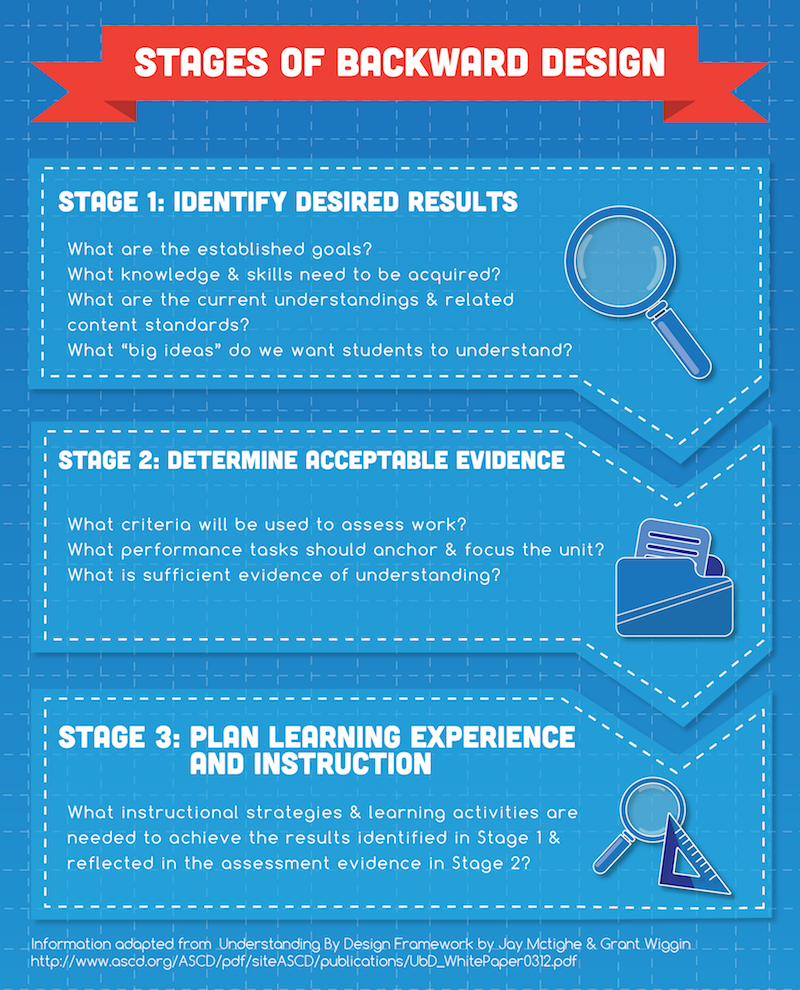 STAGES OF BACKWARD DESIGN
STAGE 1: IDENTIFY DESIRED RESULTS
What are the established goals?
What knowledge & skills need to be acquired?
What are the current understandings & related
content standards?
What “big ideas” do we want students to understand?
STAGE 2: DETERMINE ACCEPTABLE EVIDENCE
What criteria will be used to assess work?
What performance tasks should anchor & focus the unit?
What is sufficient evidence of understanding?
STAGE 3: PLAN LEARNING EXPERIENCE
AND INSTRUCTION
What instructional strategies & learning activities are
needed to achieve the results identified in Stage 1 &
reflected in the assessment evidence in Stage 2?
Information adapted from Understanding By Design Framework by Jay Mctighe & Grant Wiggin
http://www.ascd.org/ASCD/pdf/siteASCD/publications/UbD_WhitePaper0312.pdf